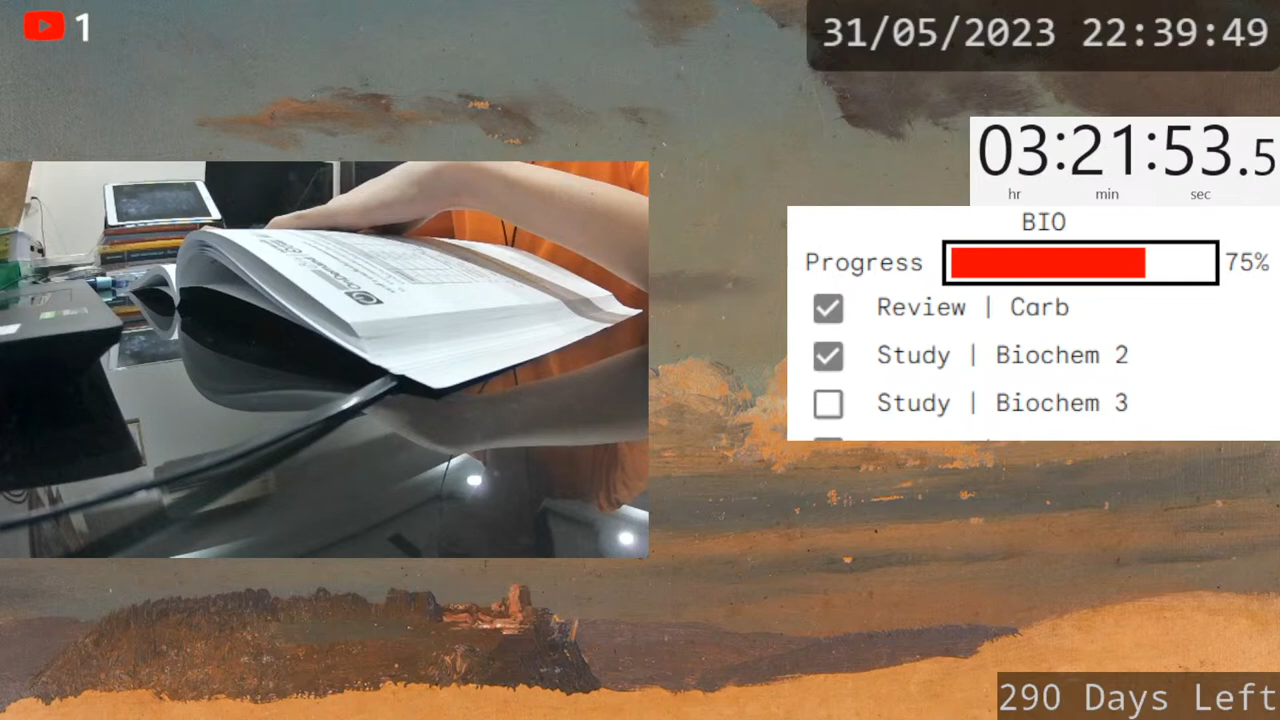 1
31/05/2023 22:39:49
03:21:53.5
hr min sec
BIO
Progress 75%
Review | Carb
Study | Biochem 2
Study | Biochem 3
290 Days Left